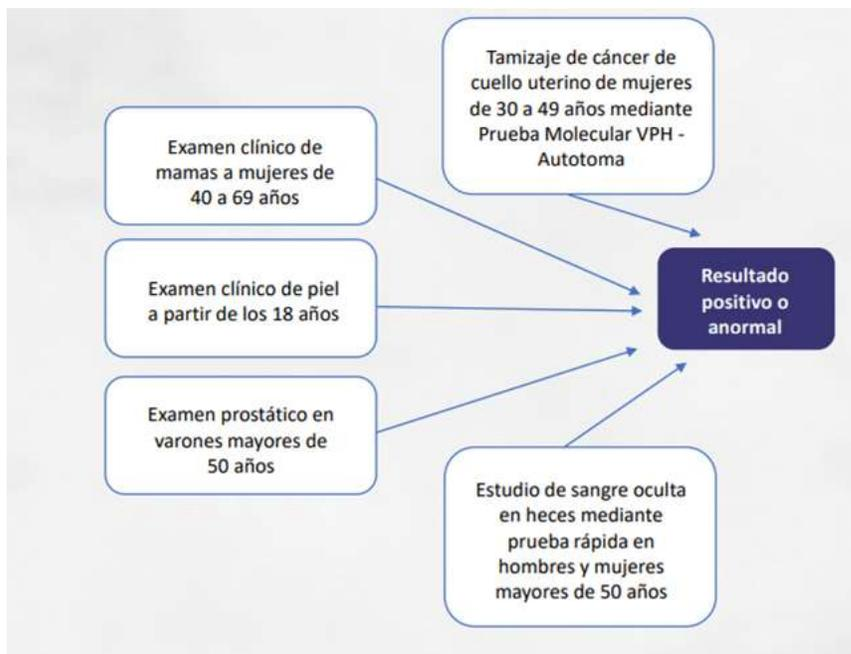 Tamizaje de cáncer de
cuello uterino de mujeres
de 30 a 49 años mediante
Prueba Molecular VPH -
Autotoma
Examen clínico de
mamas a mujeres de
40 a 69 años
Examen clínico de piel
a partir de los 18 años
Examen prostático en
varones mayores de
50 años
Resultado
positivo o
anormal
Estudio de sangre oculta
en heces mediante
prueba rápida en
hombres y mujeres
mayores de 50 años